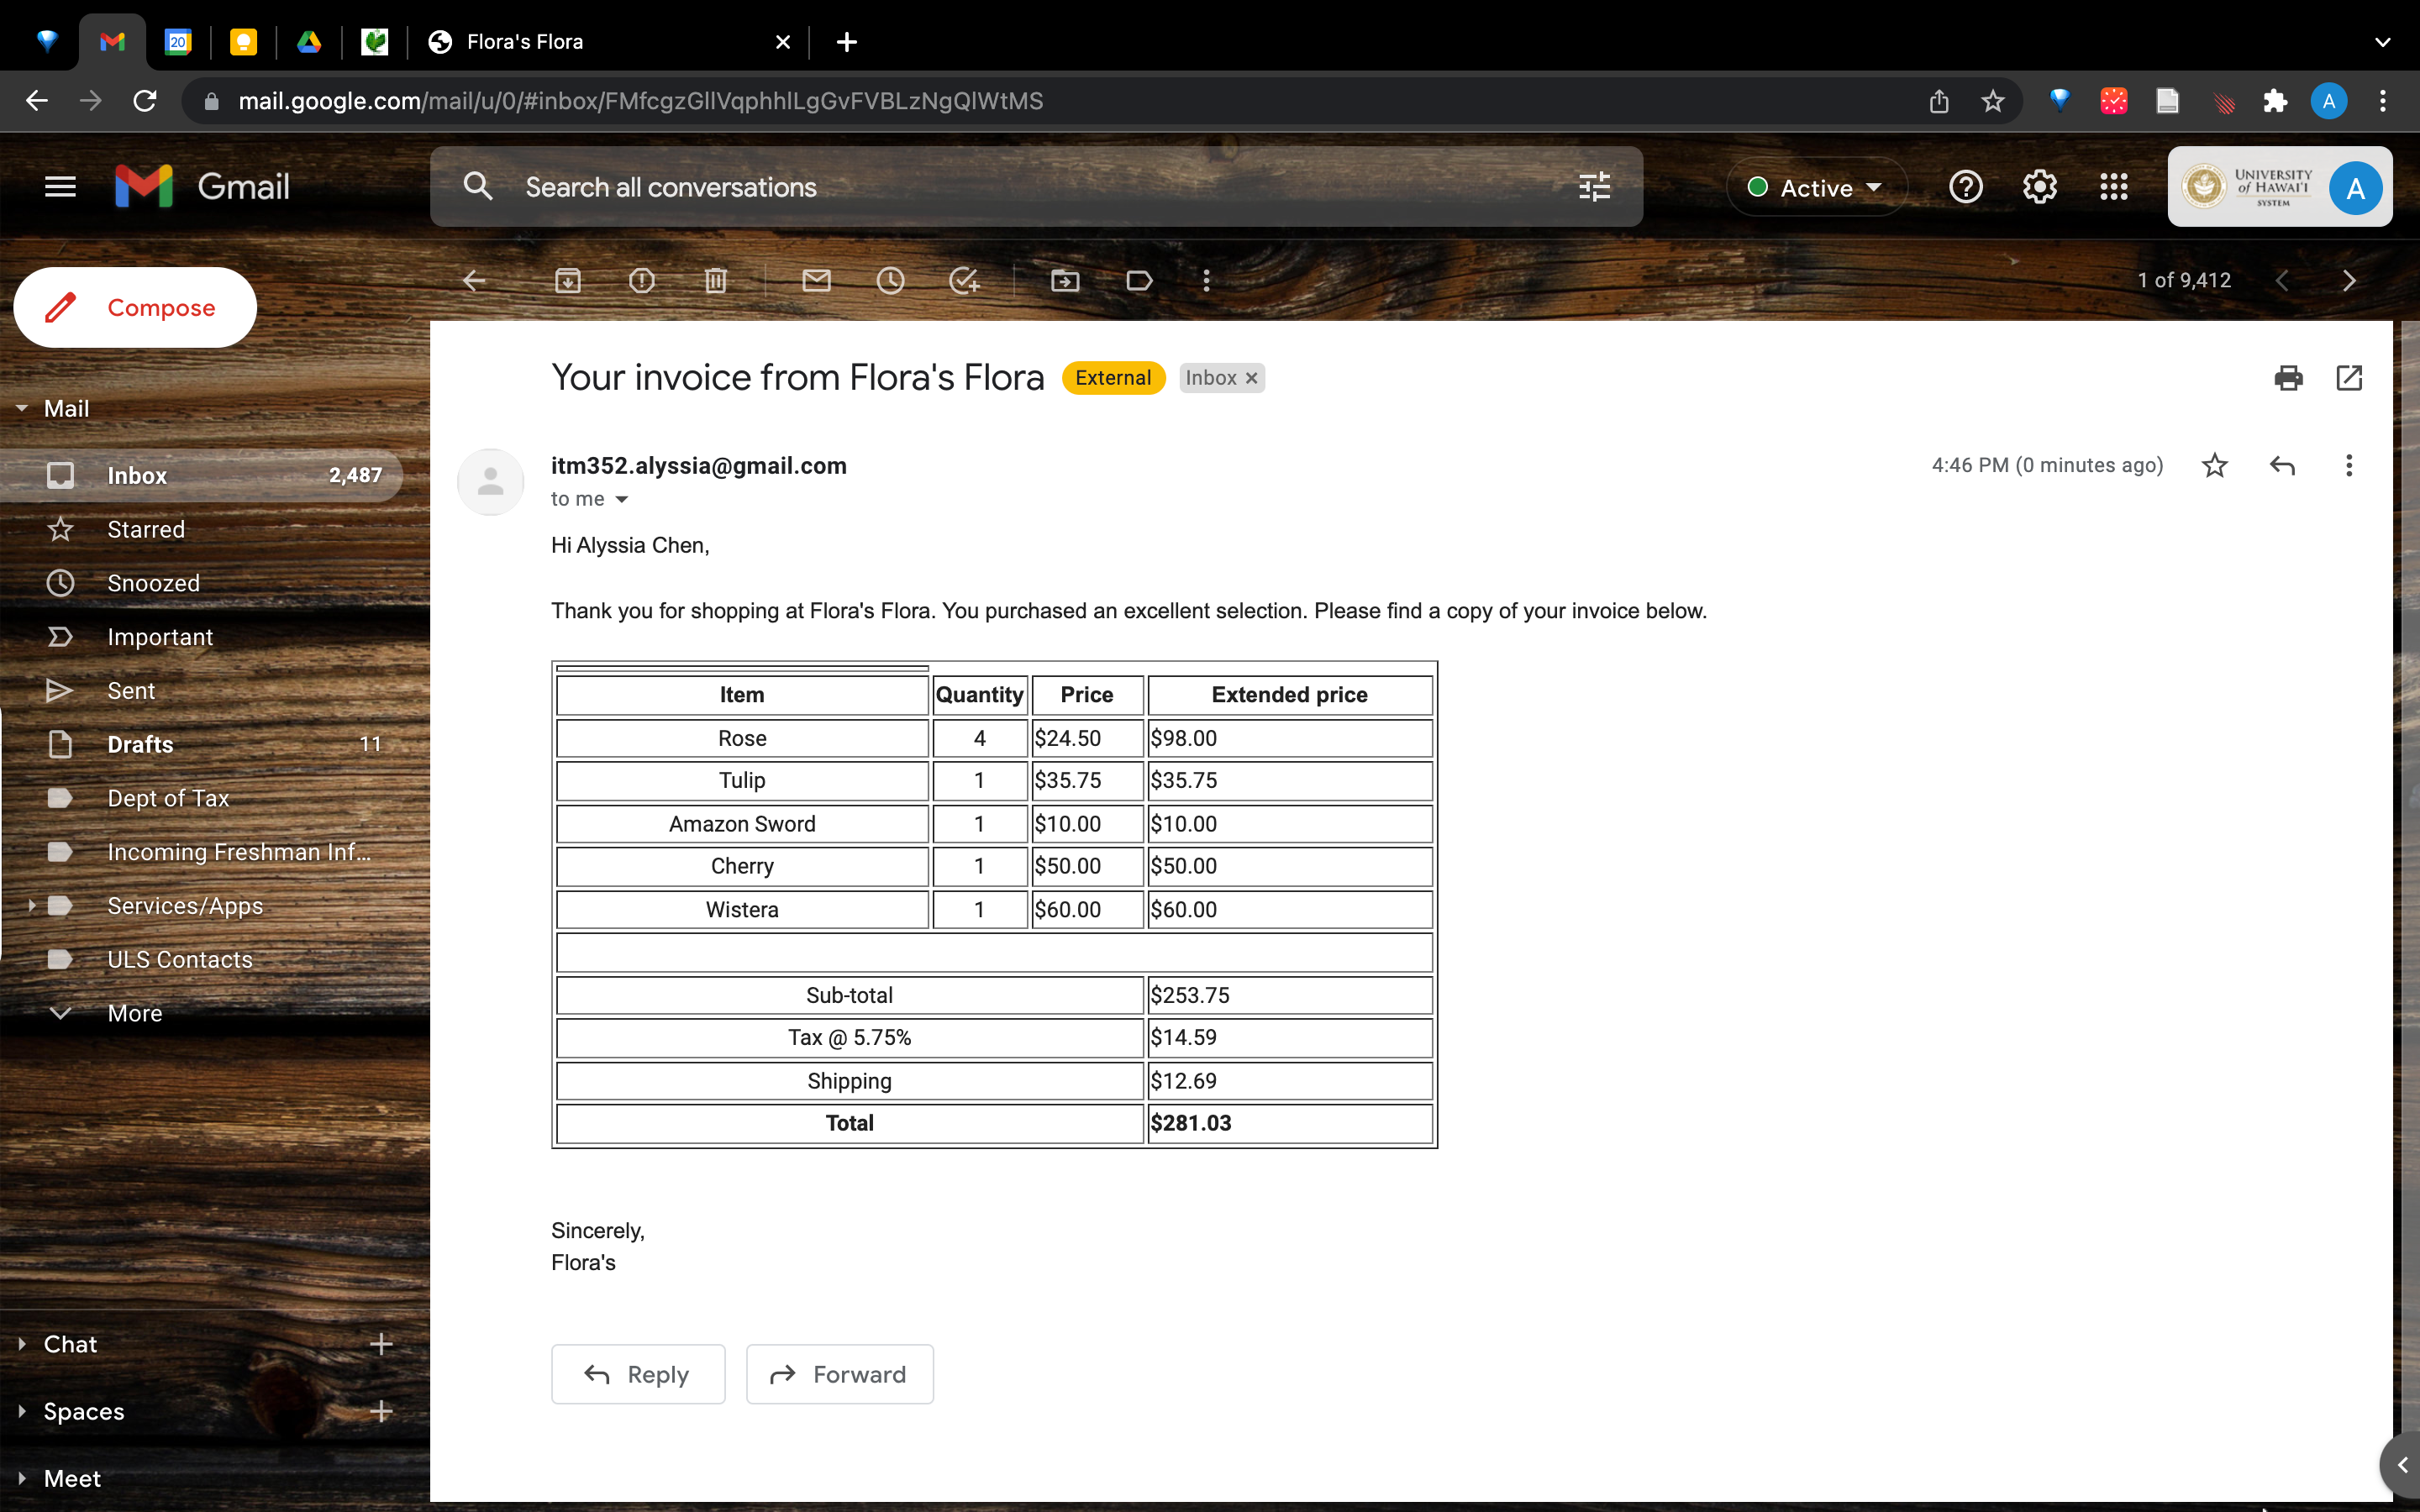 20
Flora's Flora
mail.google.com/mail/u/0/#inbox/FMfcgzGllVqphhlLgGvFVBLzNgQlWtMS
A
Gmail
Search all conversations
Active
UNIVERSITY
of HAWAI'I
SYSTEM
A
Compose
1 of 9,412
Mail
Inbox 2,487
Starred
Snoozed
Important
Sent
Drafts 11
Dept of Tax
Incoming Freshman Inf...
Services/Apps
ULS Contacts
More
Chat
Spaces
Meet
Your invoice from Flora's Flora External Inbox
itm352.alyssia@gmail.com 4:46 PM (0 minutes ago)
to me
Hi Alyssia Chen,
Thank you for shopping at Flora's Flora. You purchased an excellent selection. Please find a copy of your invoice below.
Item Quantity Price Extended price
Rose 4 $24.50 $98.00
Tulip 1 $35.75 $35.75
Amazon Sword 1 $10.00 $10.00
Cherry 1 $50.00 $50.00
Wistera 1 $60.00 $60.00
Sub-total $253.75
Tax @ 5.75% $14.59
Shipping $12.69
Total $281.03
Sincerely,
Flora's
Reply Forward